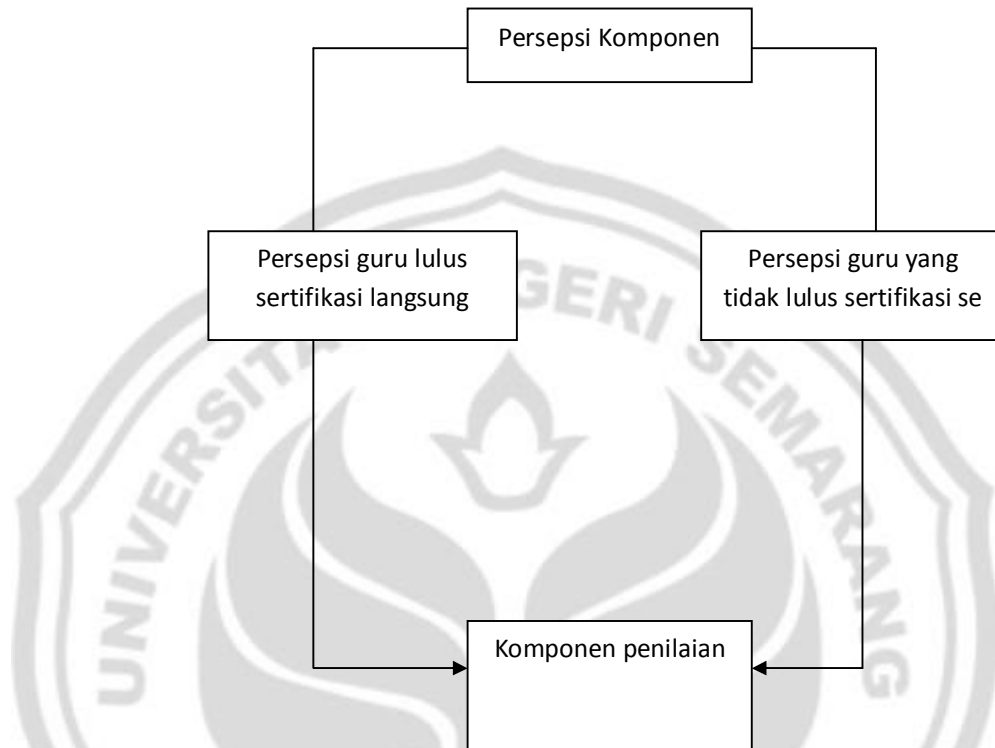 Persepsi Komponen
Persepsi guru lulus
sertifikasi langsung
Persepsi guru yang
tidak lulus sertifikasi se
Komponen penilaian
UNIVERSITAS NEGERI SEMARANG